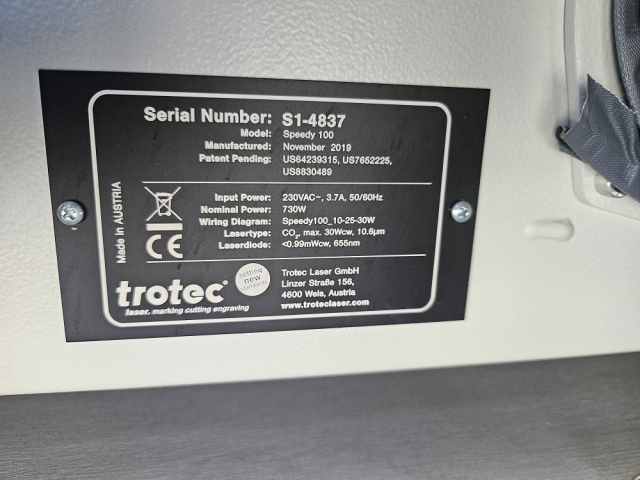 Serial Number: S1-4837
Model: Speedy 100
Manufactured: November 2019
Patent Pending: US64239315, US7652225,
US8830489
Input Power: 230VAC~, 3.7A, 50/60Hz
Nominal Power: 730W
Wiring Diagram: Speedy100_10-25-30W
Lasertype: CO₂, max. 30Wcw, 10.6µm
Laserdiode: <0.99mWcw, 655nm
Made in AUSTRIA
CE
trotec®
laser. marking cutting engraving
setting
new
standards
Trotec Laser GmbH
Linzer Straße 156,
4600 Wels, Austria
www.troteclaser.com